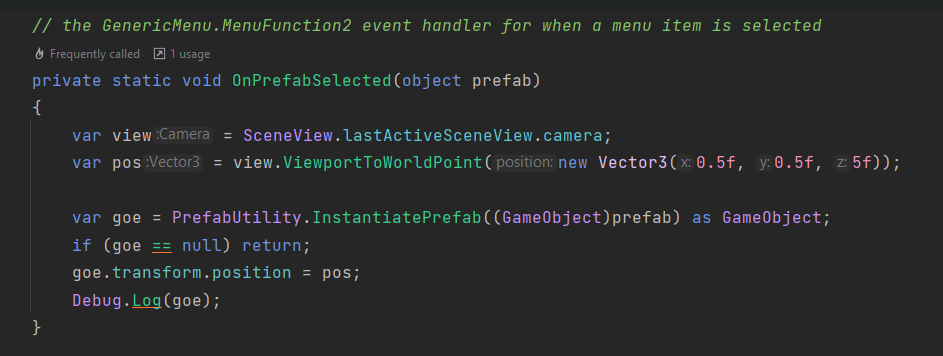 // the GenericMenu.MenuFunction2 event handler for when a menu item is selected
Frequently called 1 usage
private static void OnPrefabSelected(object prefab)
{
var view :Camera = SceneView.lastActiveSceneView.camera;
var pos :Vector3 = view.ViewportToWorldPoint( position: new Vector3( x: 0.5f, y: 0.5f, z: 5f));
var goe = PrefabUtility.InstantiatePrefab((GameObject)prefab) as GameObject;
if (goe == null) return;
goe.transform.position = pos;
Debug.Log(goe);
}